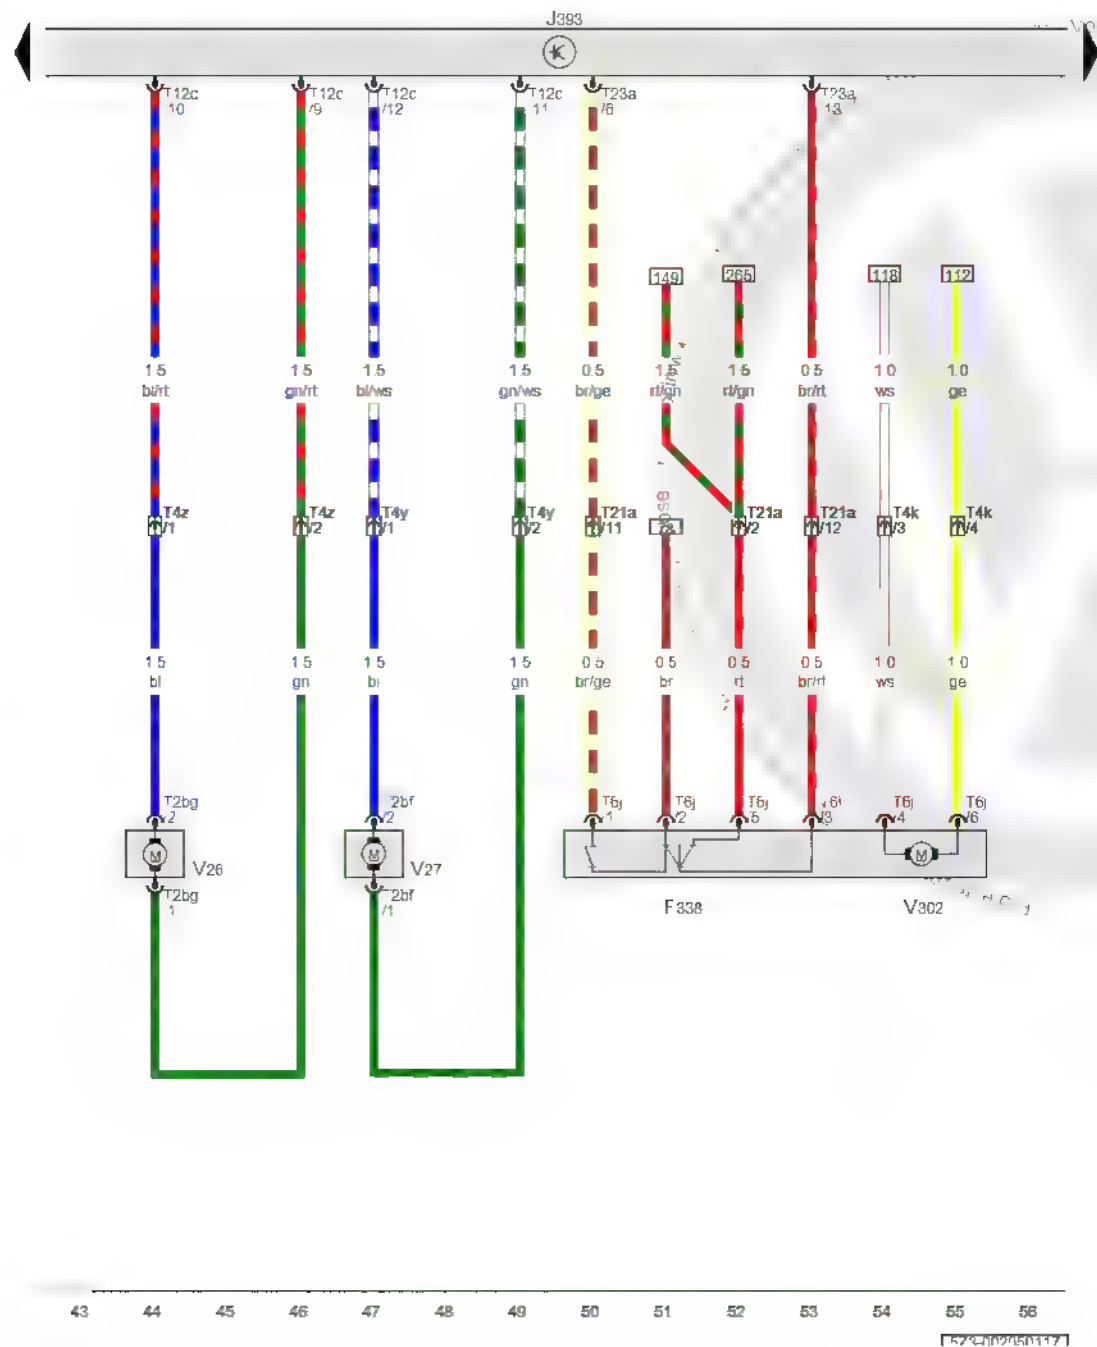 J393
K
T12c T12c T12c T12c T23a T23a
10 /9 /12 11 /6 13
149 265 118 112
1.5 1.5 1.5 1.5 0.5 1.5 1.5 0.5 1.0 1.0
bl/rt gn/rt bl/ws gn/ws br/ge rt/gn rt/gn br/rt ws ge
T4z T4z T4y T4y T21a T21a T21a T4k T4k
/1 /2 /1 /2 /11 /2 /12 /3 /4
1.5 1.5 1.5 1.5 0.5 0.5 0.5 0.5 1.0 1.0
bl gn bl gn br/ge br rt br/rt ws ge
T2bg T2bf T6j T6j T6j T6j T6j T6j
/2 /2 /1 /2 /5 /3 /4 /6
M V26 M V27 M
T2bg T2bf
1 /1
F338 V302
43 44 45 46 47 48 49 50 51 52 53 54 55 56